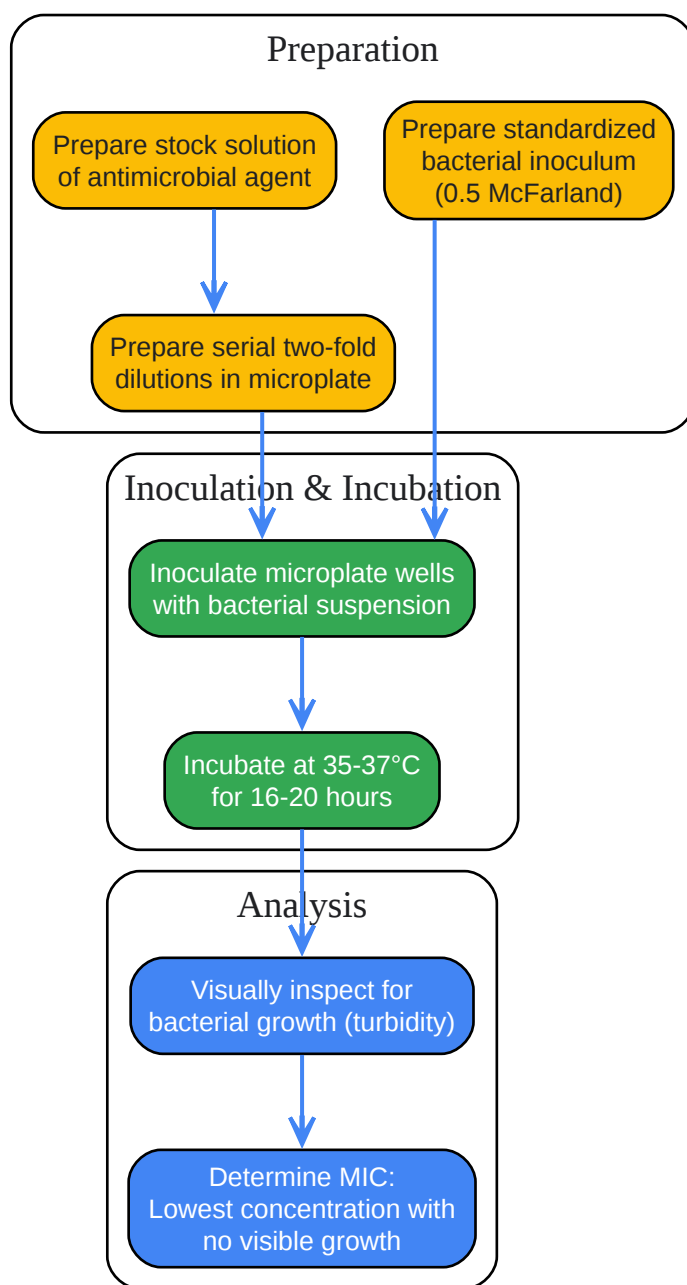 Preparation
Prepare stock solution
of antimicrobial agent
Prepare standardized
bacterial inoculum
(0.5 McFarland)
Prepare serial two-fold
dilutions in microplate
Inoculation & Incubation
Inoculate microplate wells
with bacterial suspension
Incubate at 35-37°C
for 16-20 hours
Analysis
Visually inspect for
bacterial growth (turbidity)
Determine MIC:
Lowest concentration with
no visible growth